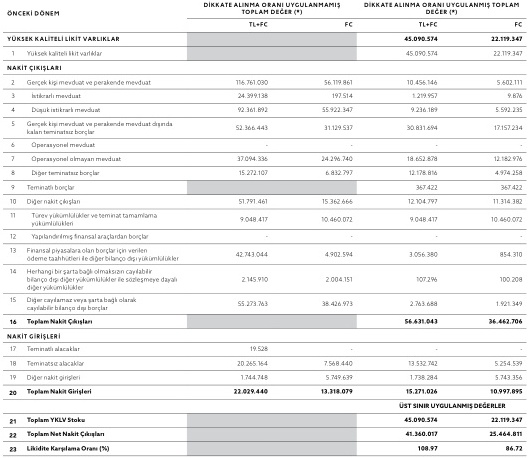 ÖNCEKİ DÖNEM
DİKKATE ALINMA ORANI UYGULANMAMIŞ TOPLAM DEĞER (*)
DİKKATE ALINMA ORANI UYGULANMIŞ TOPLAM DEĞER (*)
TL+FC FC TL+FC FC
YÜKSEK KALİTELİ LİKİT VARLIKLAR 45.090.574 22.119.347
1 Yüksek kaliteli likit varlıklar 45.090.574 22.119.347
NAKİT ÇIKIŞLARI
2 Gerçek kişi mevduat ve perakende mevduat 116.761.030 56.119.861 10.456.146 5.602.111
3 İstikrarlı mevduat 24.399.138 197.514 1.219.957 9.876
4 Düşük istikrarlı mevduat 92.361.892 55.922.347 9.236.189 5.592.235
5 Gerçek kişi mevduat ve perakende mevduat dışında
kalan teminatsız borçlar 52.366.443 31.129.537 30.831.694 17.157.234
6 Operasyonel mevduat - - - -
7 Operasyonel olmayan mevduat 37.094.336 24.296.740 18.652.878 12.182.976
8 Diğer teminatsız borçlar 15.272.107 6.832.797 12.178.816 4.974.258
9 Teminatlı borçlar 367.422 367.422
10 Diğer nakit çıkışları 51.791.461 15.362.666 12.104.797 11.314.382
11 Türev yükümlülükler ve teminat tamamlama
yükümlülükleri 9.048.417 10.460.072 9.048.417 10.460.072
12 Yapılandırılmış finansal araçlardan borçlar - - - -
13 Finansal piyasalara olan borçlar için verilen
ödeme taahhütleri ile diğer bilanço dışı yükümlülükler 42.743.044 4.902.594 3.056.380 854.310
14 Herhangi bir şarta bağlı olmaksızın cayılabilir
bilanço dışı diğer yükümlülükler ile sözleşmeye dayalı
diğer yükümlülükler 2.145.910 2.004.151 107.296 100.208
15 Diğer cayılamaz veya şarta bağlı olarak
cayılabilir bilanço dışı borçlar 55.273.763 38.426.973 2.763.688 1.921.349
16 Toplam Nakit Çıkışları 56.631.043 36.462.706
NAKİT GİRİŞLERİ
17 Teminatlı alacaklar 19.528 - - -
18 Teminatsız alacaklar 20.265.164 7.568.440 13.532.742 5.254.539
19 Diğer nakit girişleri 1.744.748 5.749.639 1.738.284 5.743.356
20 Toplam Nakit Girişleri 22.029.440 13.318.079 15.271.026 10.997.895
ÜST SINIR UYGULANMIŞ DEĞERLER
21 Toplam YKLV Stoku 45.090.574 22.119.347
22 Toplam Net Nakit Çıkışları 41.360.017 25.464.811
23 Likidite Karşılama Oranı (%) 108.97 86.72